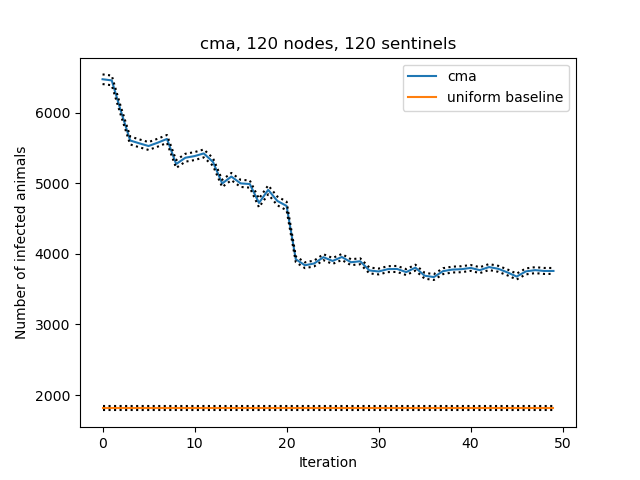 cma, 120 nodes, 120 sentinels
cma
uniform baseline
Number of infected animals
6000
5000
4000
3000
2000
0 10 20 30 40 50
Iteration